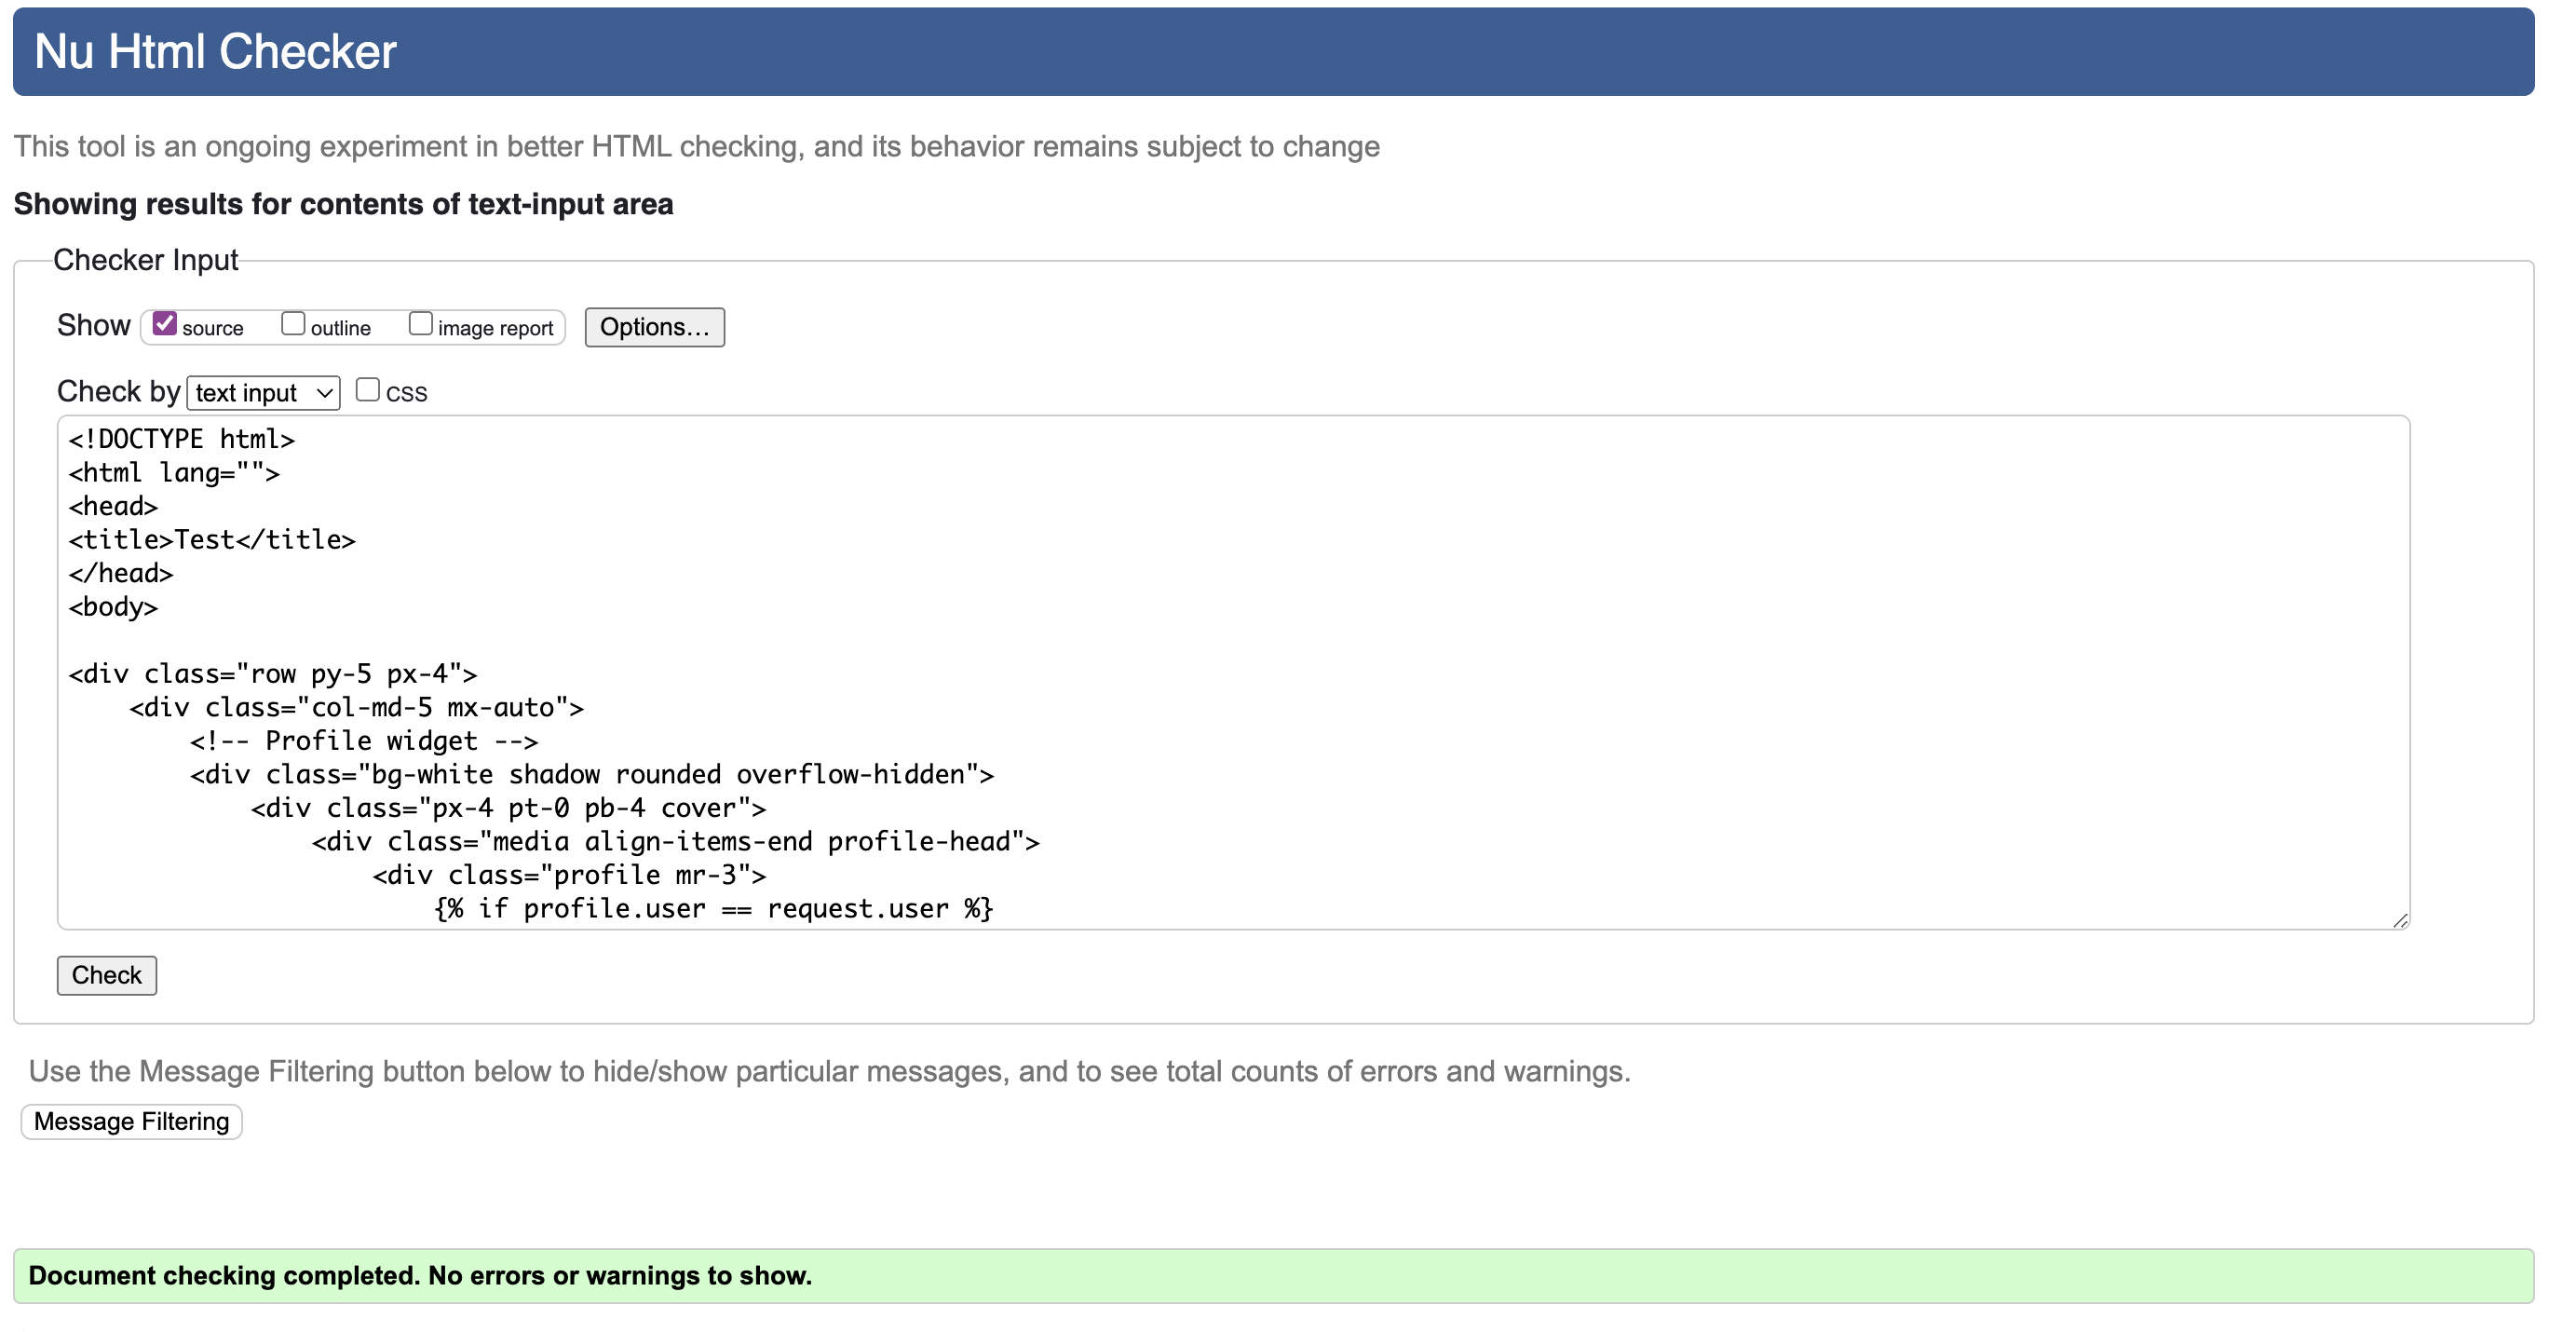 Nu Html Checker
This tool is an ongoing experiment in better HTML checking, and its behavior remains subject to change
Showing results for contents of text-input area
Checker Input
Show source outline image report Options...
Check by text input CSS
<!DOCTYPE html>
<html lang="">
<head>
<title>Test</title>
</head>
<body>
<div class="row py-5 px-4">
    <div class="col-md-5 mx-auto">
        <!-- Profile widget -->
        <div class="bg-white shadow rounded overflow-hidden">
            <div class="px-4 pt-0 pb-4 cover">
                <div class="media align-items-end profile-head">
                    <div class="profile mr-3">
                        {% if profile.user == request.user %}
Check
Use the Message Filtering button below to hide/show particular messages, and to see total counts of errors and warnings.
Message Filtering
Document checking completed. No errors or warnings to show.